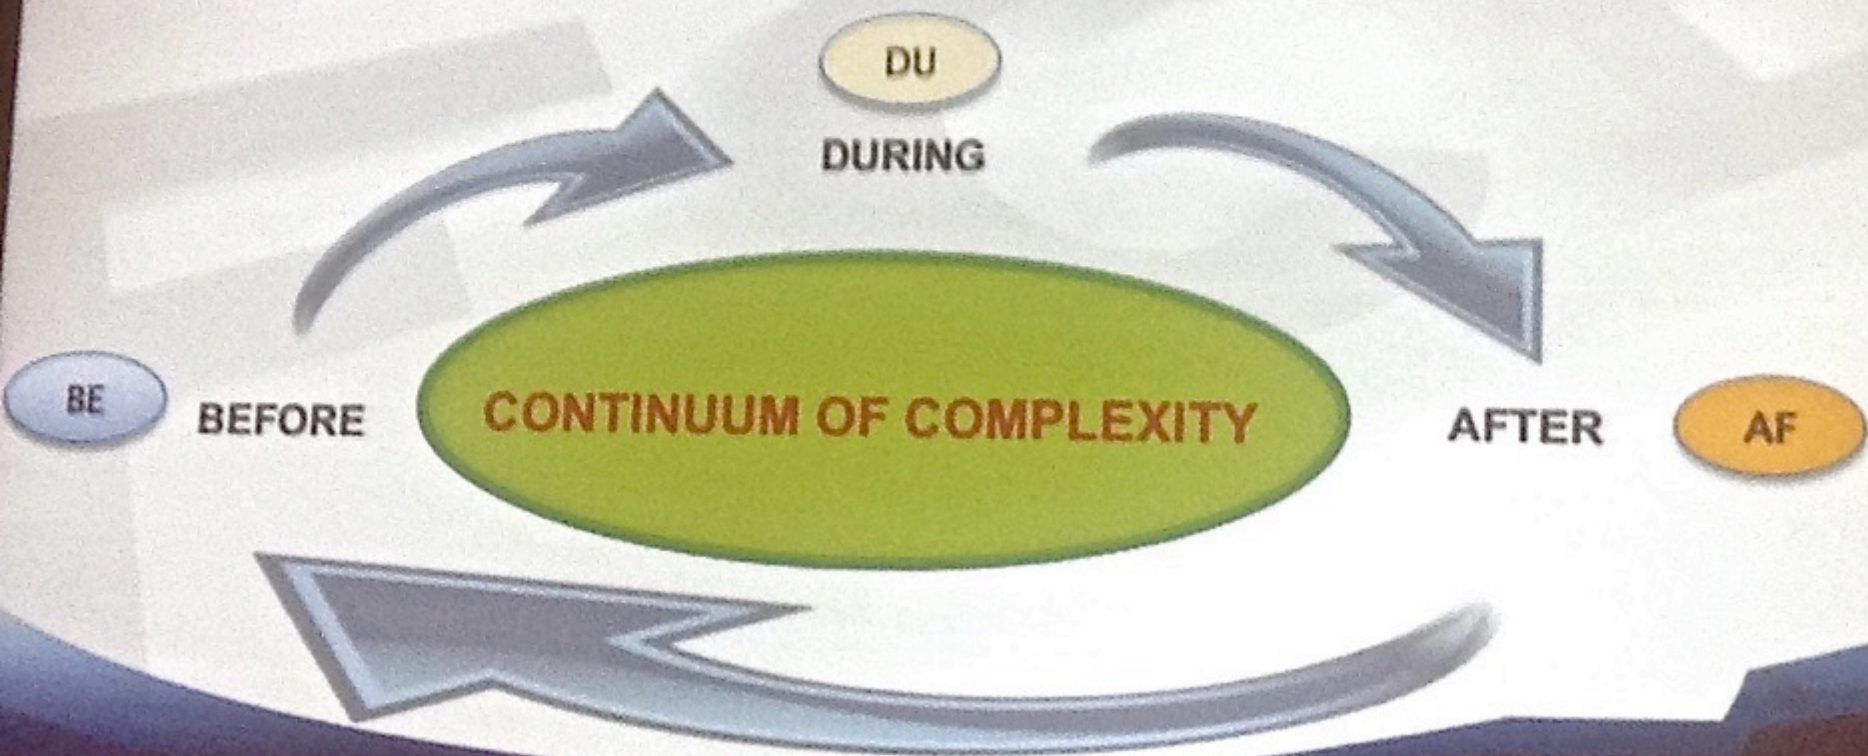 DU
DURING
BE
BEFORE
CONTINUUM OF COMPLEXITY
AFTER
AF